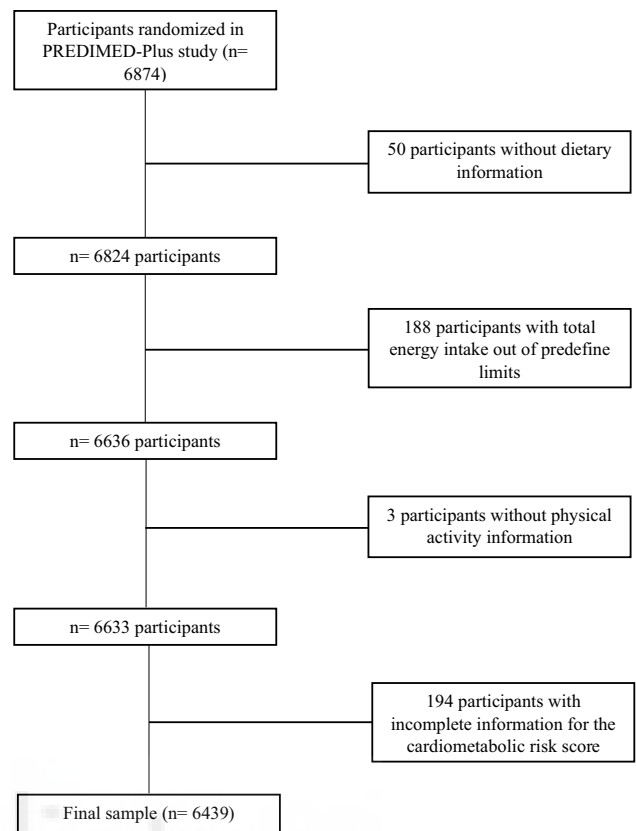 Participants randomized in
PREDIMED-Plus study (n=
6874)
50 participants without dietary
information
n= 6824 participants
188 participants with total
energy intake out of predefine
limits
n= 6636 participants
3 participants without physical
activity information
n= 6633 participants
194 participants with
incomplete information for the
cardiometabolic risk score
Final sample (n= 6439)